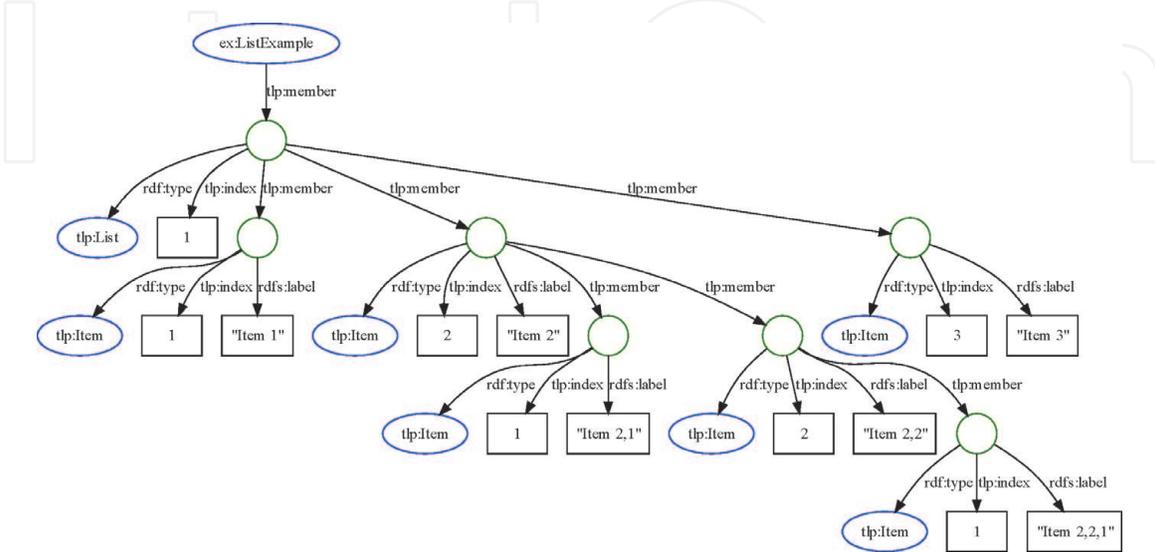 ex:ListExample
tlp:member
rdf:type tlp:index tlp:member tlp:member tlp:member
tlp:List 1
rdf:type tlp:index rdfs:label rdf:type tlp:index rdfs:label tlp:member tlp:member rdf:type tlp:index rdfs:label
tlp:Item 1 "Item 1" tlp:Item 2 "Item 2" tlp:Item 3 "Item 3"
rdf:type tlp:index rdfs:label rdf:type tlp:index rdfs:label tlp:member
tlp:Item 1 "Item 2,1" tlp:Item 2 "Item 2,2"
rdf:type tlp:index rdfs:label
tlp:Item 1 "Item 2,2,1"